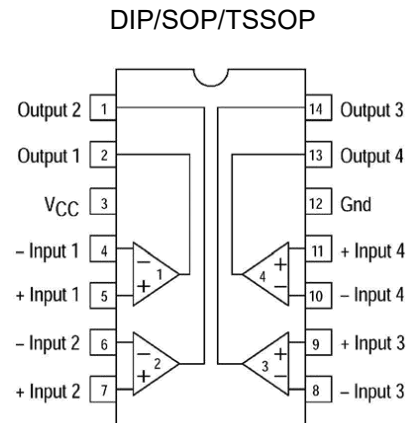 DIP/SOP/TSSOP
Output 2 1 14 Output 3
Output 1 2 13 Output 4
VCC 3 12 Gnd
– Input 1 4 – 1 + 11 + Input 4
+ Input 1 5 + 4 – 10 – Input 4
– Input 2 6 – 2 + 9 + Input 3
+ Input 2 7 + 3 – 8 – Input 3